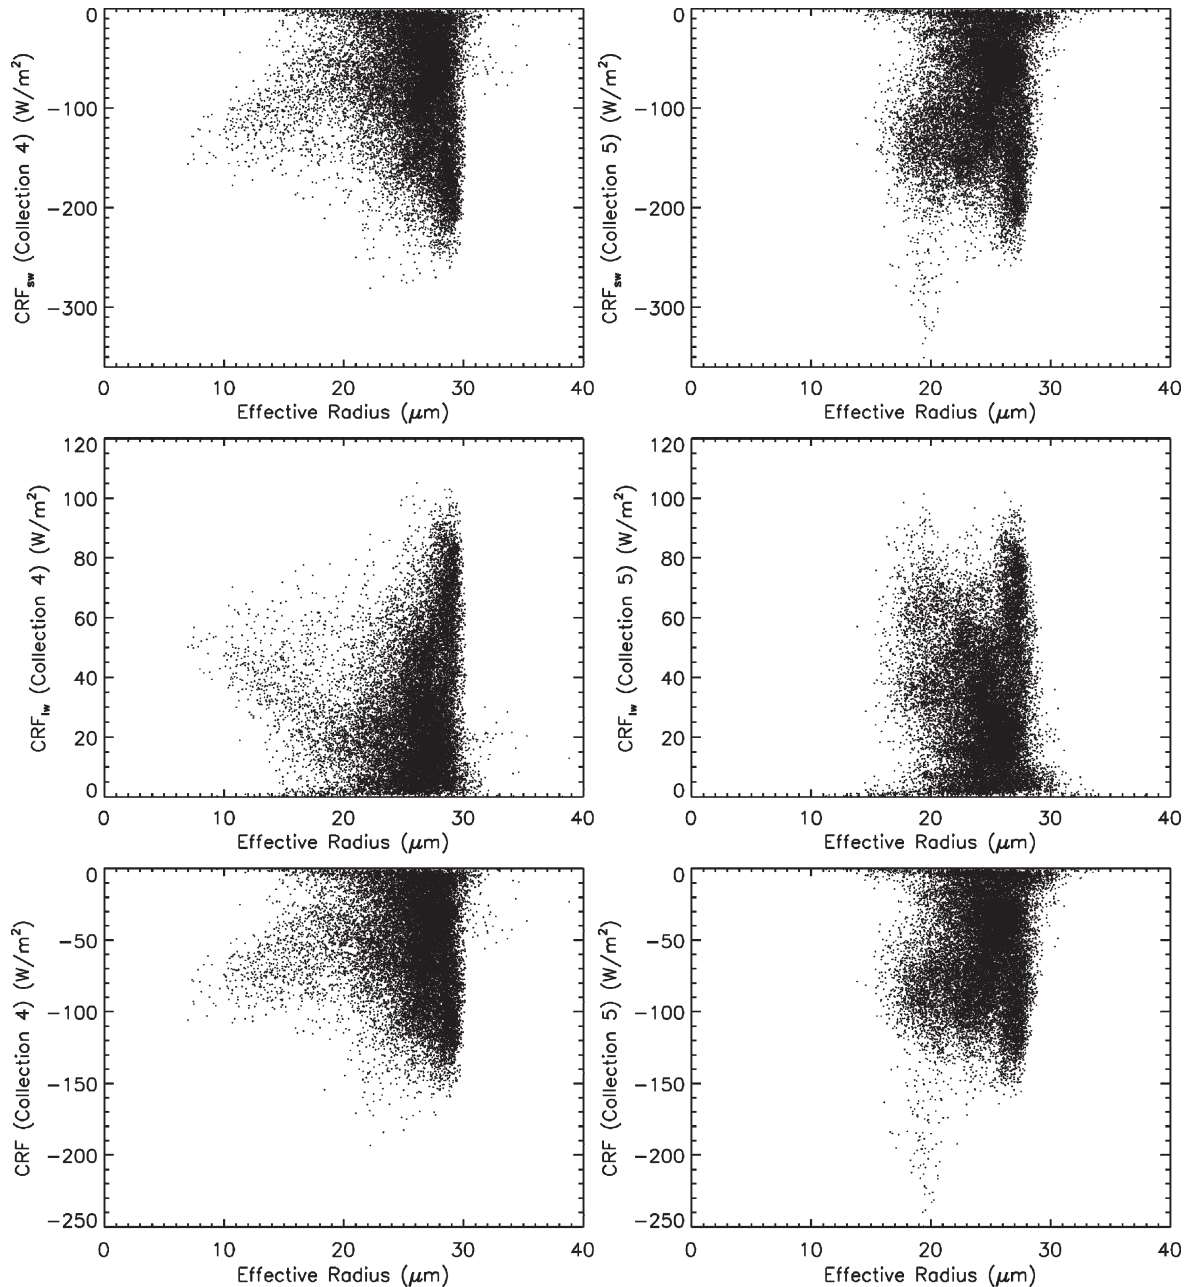 0
−100
−200
−300
CRFsw (Collection 4) (W/m²)
0 10 20 30 40
Effective Radius (μm)
0
−100
−200
−300
CRFsw (Collection 5) (W/m²)
0 10 20 30 40
Effective Radius (μm)
120
100
80
60
40
20
0
CRFlw (Collection 4) (W/m²)
0 10 20 30 40
Effective Radius (μm)
120
100
80
60
40
20
0
CRFlw (Collection 5) (W/m²)
0 10 20 30 40
Effective Radius (μm)
0
−50
−100
−150
−200
−250
CRF (Collection 4) (W/m²)
0 10 20 30 40
Effective Radius (μm)
0
−50
−100
−150
−200
−250
CRF (Collection 5) (W/m²)
0 10 20 30 40
Effective Radius (μm)